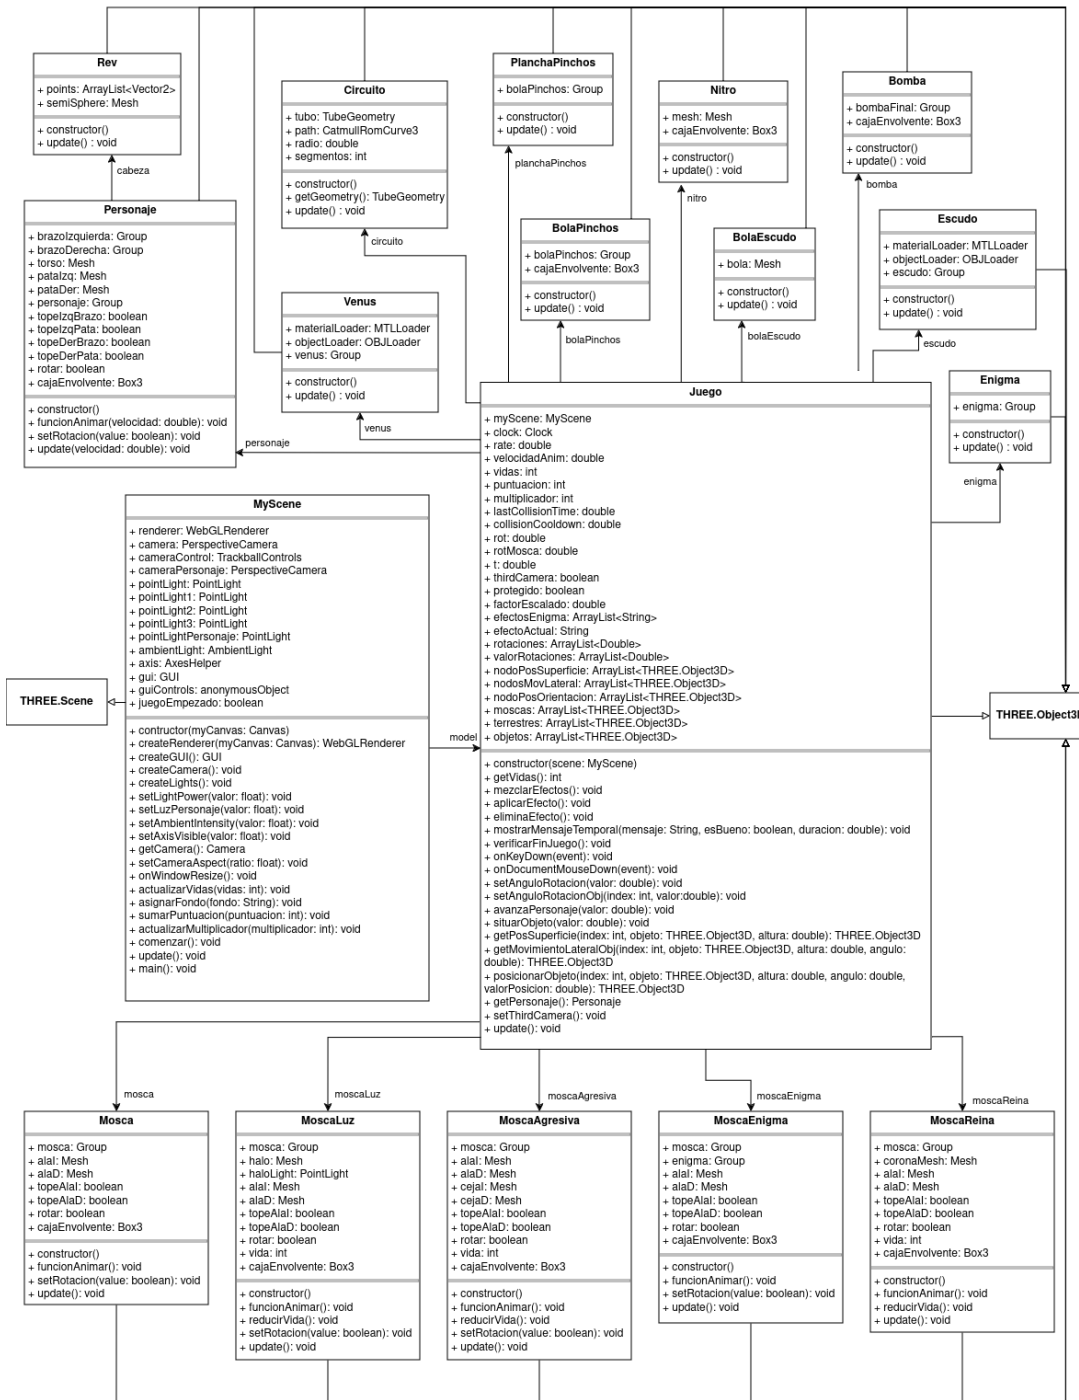 Rev
+ points: ArrayList<Vector2>
+ semiSphere: Mesh
+ constructor()
+ update() : void
cabeza
Circuito
+ tubo: TubeGeometry
+ path: CatmullRomCurve3
+ radio: double
+ segmentos: int
+ constructor()
+ getGeometry(): TubeGeometry
+ update() : void
circuito
PlanchaPinchos
+ bolaPinchos: Group
+ constructor()
+ update() : void
planchaPinchos
Nitro
+ mesh: Mesh
+ cajaEnvolvente: Box3
+ constructor()
+ update() : void
nitro
Bomba
+ bombaFinal: Group
+ cajaEnvolvente: Box3
+ constructor()
+ update() : void
bomba
Personaje
+ brazoIzquierda: Group
+ brazoDerecha: Group
+ torso: Mesh
+ pataIzq: Mesh
+ pataDer: Mesh
+ personaje: Group
+ topeIzqBrazo: boolean
+ topeIzqPata: boolean
+ topeDerBrazo: boolean
+ topeDerPata: boolean
+ rotar: boolean
+ cajaEnvolvente: Box3
+ constructor()
+ funcionAnimar(velocidad: double): void
+ setRotacion(value: boolean): void
+ update(velocidad: double): void
personaje
Venus
+ materialLoader: MTLLoader
+ objectLoader: OBJLoader
+ venus: Group
+ constructor()
+ update() : void
venus
BolaPinchos
+ bolaPinchos: Group
+ cajaEnvolvente: Box3
+ constructor()
+ update() : void
bolaPinchos
BolaEscudo
+ bola: Mesh
+ constructor()
+ update() : void
bolaEscudo
Escudo
+ materialLoader: MTLLoader
+ objectLoader: OBJLoader
+ escudo: Group
+ constructor()
+ update() : void
escudo
Enigma
+ enigma: Group
+ constructor()
+ update() : void
enigma
Juego
+ myScene: MyScene
+ clock: Clock
+ rate: double
+ velocidadAnim: double
+ vidas: int
+ puntuacion: int
+ multiplicador: int
+ lastCollisionTime: double
+ collisionCooldown: double
+ rot: double
+ rotMosca: double
+ t: double
+ thirdCamera: boolean
+ protegido: boolean
+ factorEscalado: double
+ efectosEnigma: ArrayList<String>
+ efectoActual: String
+ rotaciones: ArrayList<Double>
+ valorRotaciones: ArrayList<Double>
+ nodoPosSuperficie: ArrayList<THREE.Object3D>
+ nodosMovLateral: ArrayList<THREE.Object3D>
+ nodoPosOrientacion: ArrayList<THREE.Object3D>
+ moscas: ArrayList<THREE.Object3D>
+ terrestres: ArrayList<THREE.Object3D>
+ objetos: ArrayList<THREE.Object3D>
+ constructor(scene: MyScene)
+ getVidas(): int
+ mezclarEfectos(): void
+ aplicarEfecto(): void
+ eliminaEfecto(): void
+ mostrarMensajeTemporal(mensaje: String, esBueno: boolean, duracion: double): void
+ verificarFinJuego(): void
+ onKeyDown(event): void
+ onDocumentMouseDown(event): void
+ setAnguloRotacion(valor: double): void
+ setAnguloRotacionObj(index: int, valor:double): void
+ avanzaPersonaje(valor: double): void
+ situarObjeto(valor: double): void
+ getPosSuperficie(index: int, objeto: THREE.Object3D, altura: double): THREE.Object3D
+ getMovimientoLateralObj(index: int, objeto: THREE.Object3D, altura: double, angulo:
double): THREE.Object3D
+ posicionarObjeto(index: int, objeto: THREE.Object3D, altura: double, angulo: double,
valorPosicion: double): THREE.Object3D
+ getPersonaje(): Personaje
+ setThirdCamera(): void
+ update(): void
MyScene
+ renderer: WebGLRenderer
+ camera: PerspectiveCamera
+ cameraControl: TrackballControls
+ cameraPersonaje: PerspectiveCamera
+ pointLight: PointLight
+ pointLight1: PointLight
+ pointLight2: PointLight
+ pointLight3: PointLight
+ pointLightPersonaje: PointLight
+ ambientLight: AmbientLight
+ axis: AxesHelper
+ gui: GUI
+ guiControls: anonymousObject
+ juegoEmpezado: boolean
+ contructor(myCanvas: Canvas)
+ createRenderer(myCanvas: Canvas): WebGLRenderer
+ createGUI(): GUI
+ createCamera(): void
+ createLights(): void
+ setLightPower(valor: float): void
+ setLuzPersonaje(valor: float): void
+ setAmbientIntensity(valor: float): void
+ setAxisVisible(valor: float): void
+ getCamera(): Camera
+ setCameraAspect(ratio: float): void
+ onWindowResize(): void
+ actualizarVidas(vidas: int): void
+ asignarFondo(fondo: String): void
+ sumarPuntuacion(puntuacion: int): void
+ actualizarMultiplicador(multiplicador: int): void
+ comenzar(): void
+ update(): void
+ main(): void
THREE.Scene
model
THREE.Object3D
mosca
moscaLuz
moscaAgresiva
moscaEnigma
moscaReina
Mosca
+ mosca: Group
+ alaI: Mesh
+ alaD: Mesh
+ topeAlaI: boolean
+ topeAlaD: boolean
+ rotar: boolean
+ cajaEnvolvente: Box3
+ constructor()
+ funcionAnimar(): void
+ setRotacion(value: boolean): void
+ update(): void
MoscaLuz
+ mosca: Group
+ halo: Mesh
+ haloLight: PointLight
+ alaI: Mesh
+ alaD: Mesh
+ topeAlaI: boolean
+ topeAlaD: boolean
+ rotar: boolean
+ vida: int
+ cajaEnvolvente: Box3
+ constructor()
+ funcionAnimar(): void
+ reducirVida(): void
+ setRotacion(value: boolean): void
+ update(): void
MoscaAgresiva
+ mosca: Group
+ alaI: Mesh
+ alaD: Mesh
+ cejaI: Mesh
+ cejaD: Mesh
+ topeAlaI: boolean
+ topeAlaD: boolean
+ rotar: boolean
+ vida: int
+ cajaEnvolvente: Box3
+ constructor()
+ funcionAnimar(): void
+ reducirVida(): void
+ setRotacion(value: boolean): void
+ update(): void
MoscaEnigma
+ mosca: Group
+ enigma: Group
+ alaI: Mesh
+ alaD: Mesh
+ topeAlaI: boolean
+ topeAlaD: boolean
+ rotar: boolean
+ cajaEnvolvente: Box3
+ constructor()
+ funcionAnimar(): void
+ setRotacion(value: boolean): void
+ update(): void
MoscaReina
+ mosca: Group
+ coronaMesh: Mesh
+ alaI: Mesh
+ alaD: Mesh
+ topeAlaI: boolean
+ topeAlaD: boolean
+ rotar: boolean
+ vida: int
+ cajaEnvolvente: Box3
+ constructor()
+ funcionAnimar(): void
+ reducirVida(): void
+ update(): void